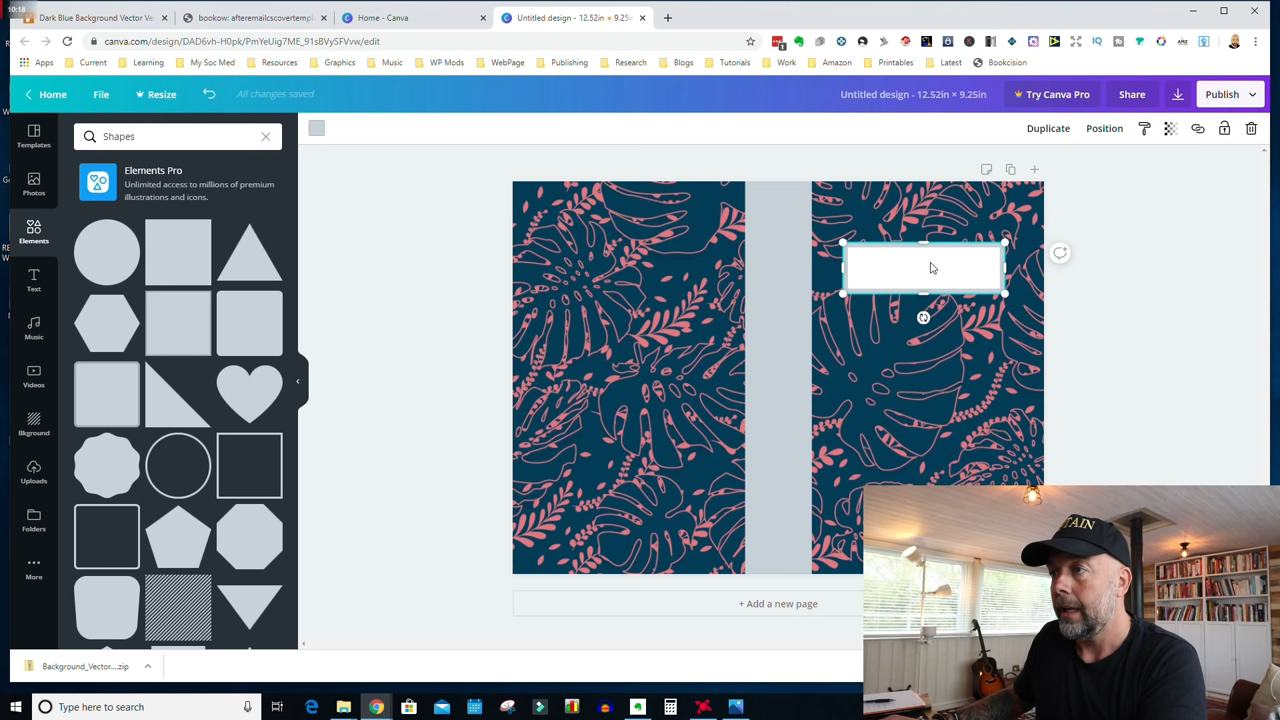 10:18
Dark Blue Background Vector Ve
bookow: afteremailcscovertempl
Home - Canva
Untitled design - 12.52in × 9.25in
canva.com/design/DAD6vh-H0pk/PmYeUig7ME_91sBVySFVvw/edit
Apps
Current
Learning
My Soc Med
Resources
Graphics
Music
WP Mods
WebPage
Publishing
Research
Blogs
Tutorials
Work
Amazon
Printables
Latest
Bookcision
Home
File
Resize
All changes saved
Untitled design - 12.52in × 9.25in
Try Canva Pro
Share
Publish
Templates
Photos
Elements
Text
Music
Videos
Bkground
Uploads
Folders
More
Shapes
Elements Pro
Unlimited access to millions of premium
illustrations and icons.
Duplicate
Position
+ Add a new page
Background_Vector....zip
Type here to search